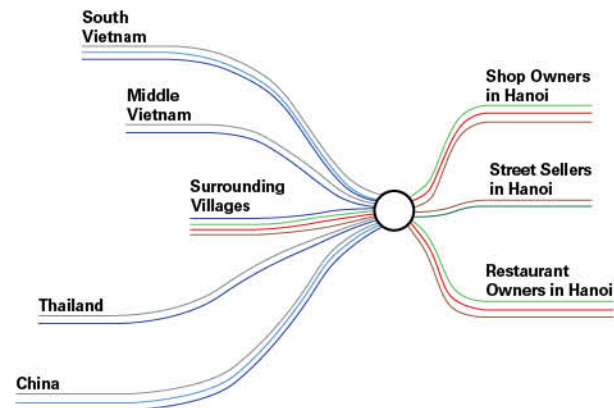 South
Vietnam
Middle
Vietnam
Surrounding
Villages
Thailand
China
Shop Owners
in Hanoi
Street Sellers
in Hanoi
Restaurant
Owners in Hanoi